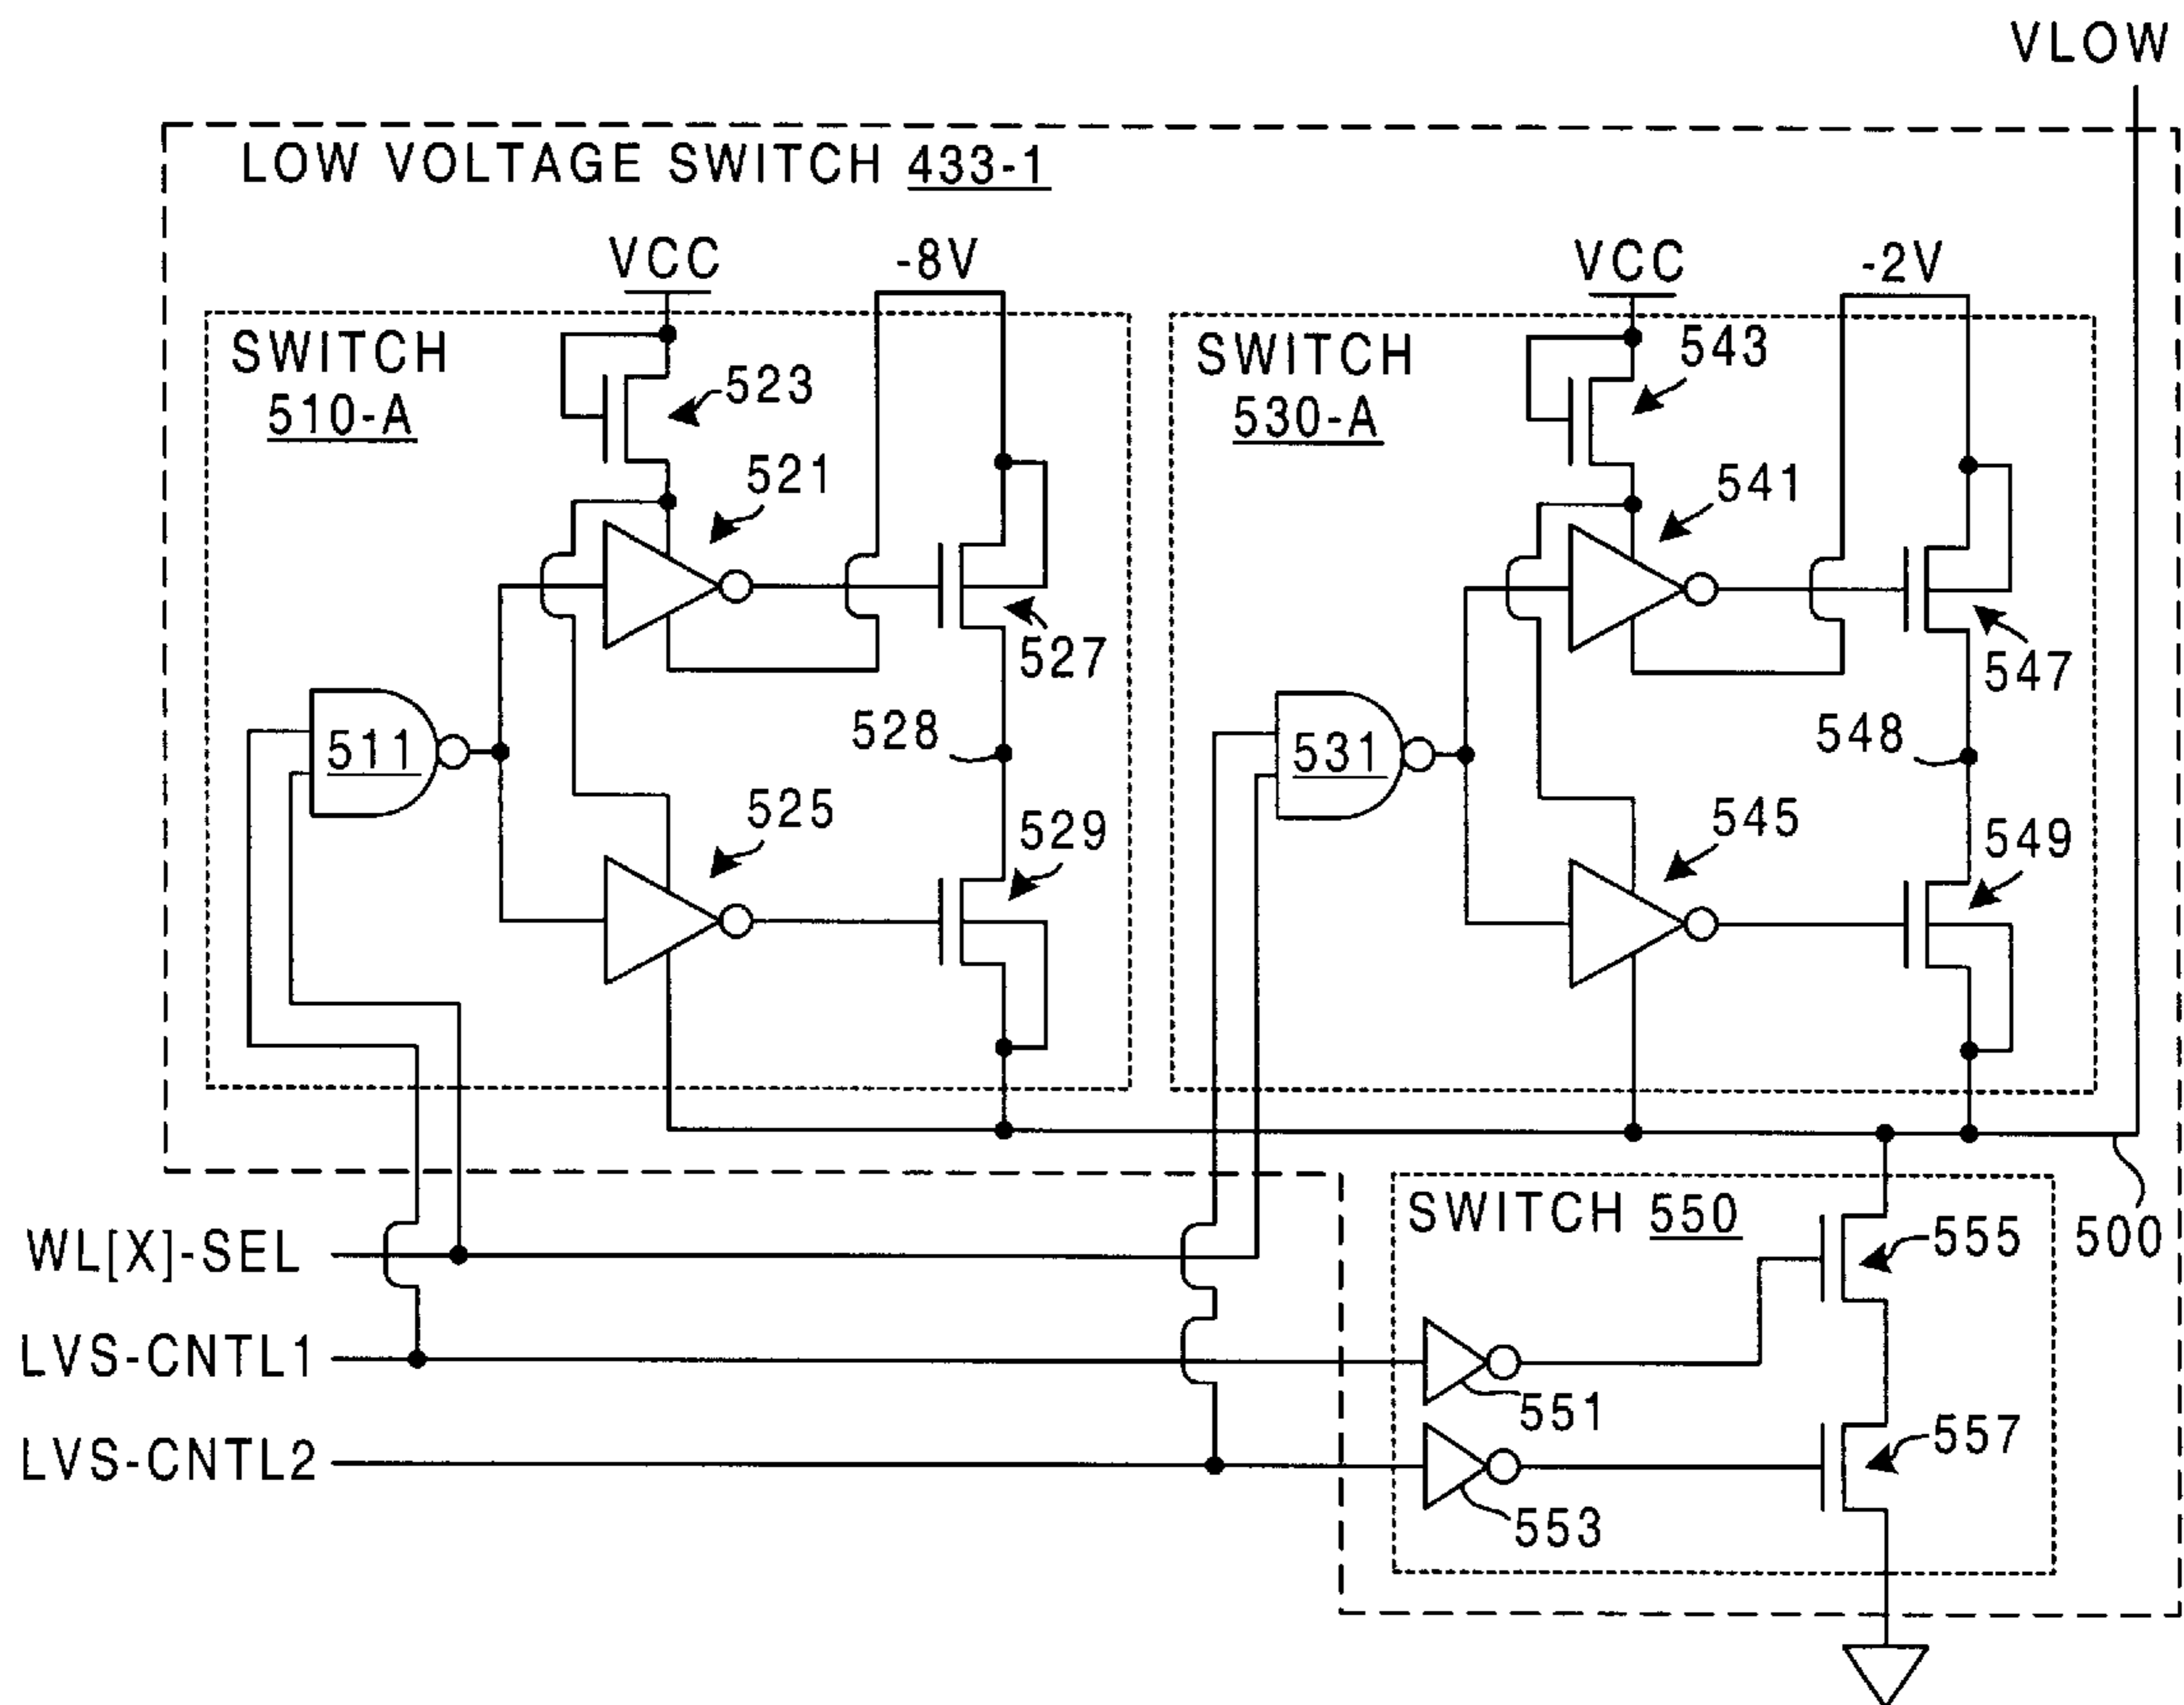 VLOW
LOW VOLTAGE SWITCH 433-1
VCC
-8V
VCC
-2V
SWITCH
510-A
523
521
527
528
511
525
529
SWITCH
530-A
543
541
547
548
531
545
549
WL[X]-SEL
LVS-CNTL1
LVS-CNTL2
SWITCH 550
555
500
551
557
553